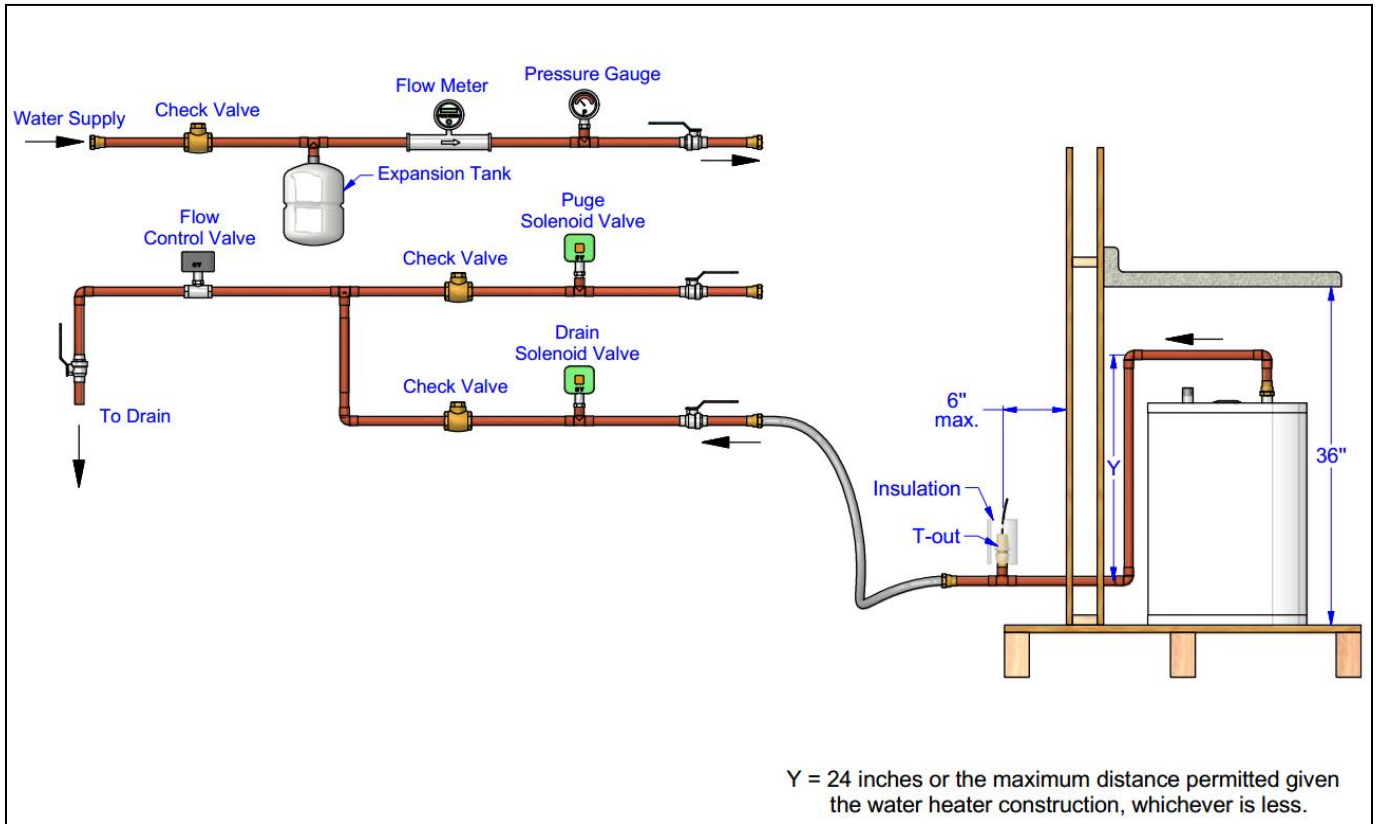 Water Supply
Check Valve
Flow Meter
Pressure Gauge
Expansion Tank
Flow
Control Valve
Puge
Solenoid Valve
Check Valve
Drain
Solenoid Valve
Check Valve
To Drain
6"
max.
Y
36"
Insulation
T-out
Y = 24 inches or the maximum distance permitted given
the water heater construction, whichever is less.